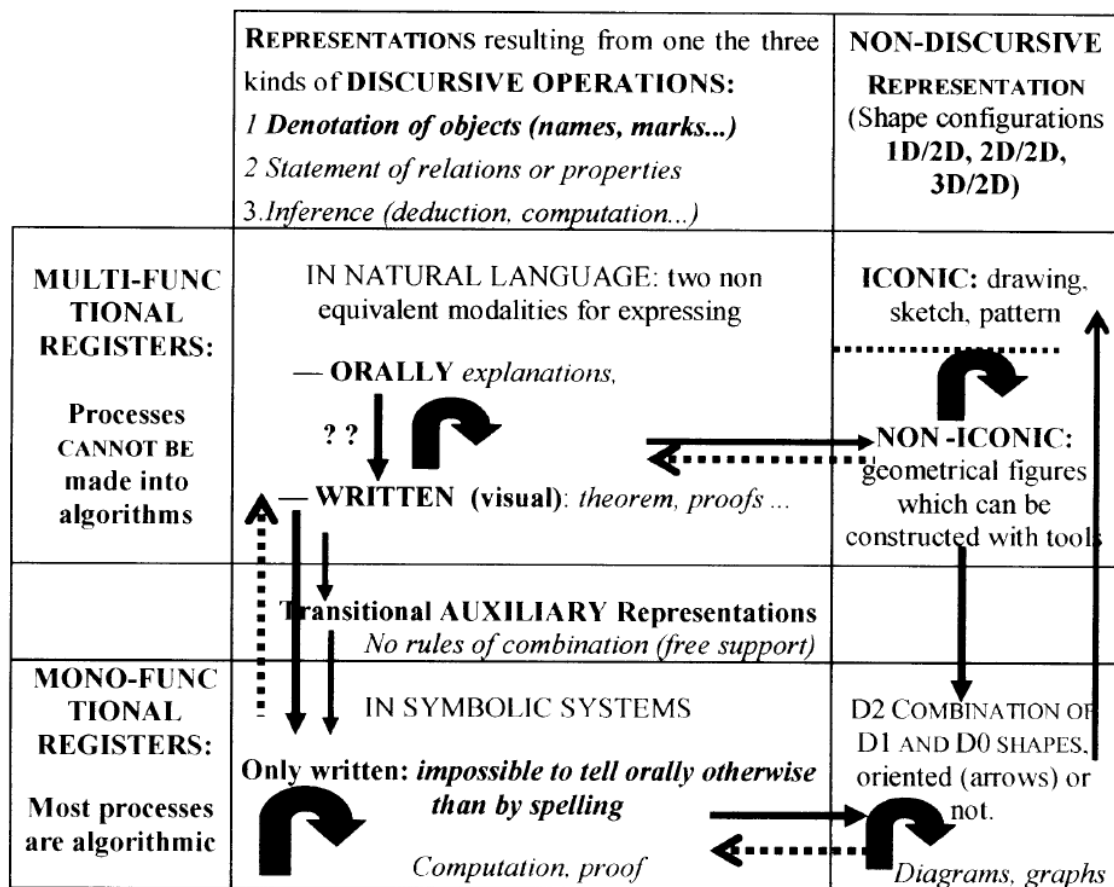 REPRESENTATIONS resulting from one the three
kinds of DISCURSIVE OPERATIONS:
1 Denotation of objects (names, marks...)
2 Statement of relations or properties
3.Inference (deduction, computation...)
NON-DISCURSIVE
REPRESENTATION
(Shape configurations
1D/2D, 2D/2D,
3D/2D)
MULTI-FUNC
TIONAL
REGISTERS:
Processes
CANNOT BE
made into
algorithms
IN NATURAL LANGUAGE: two non
equivalent modalities for expressing
— ORALLY explanations,
? ?
— WRITTEN (visual): theorem, proofs ...
ICONIC: drawing,
sketch, pattern
NON -ICONIC:
geometrical figures
which can be
constructed with tools
Transitional AUXILIARY Representations
No rules of combination (free support)
MONO-FUNC
TIONAL
REGISTERS:
Most processes
are algorithmic
IN SYMBOLIC SYSTEMS
Only written: impossible to tell orally otherwise
than by spelling
Computation, proof
D2 COMBINATION OF
D1 AND D0 SHAPES,
oriented (arrows) or
not.
Diagrams, graphs